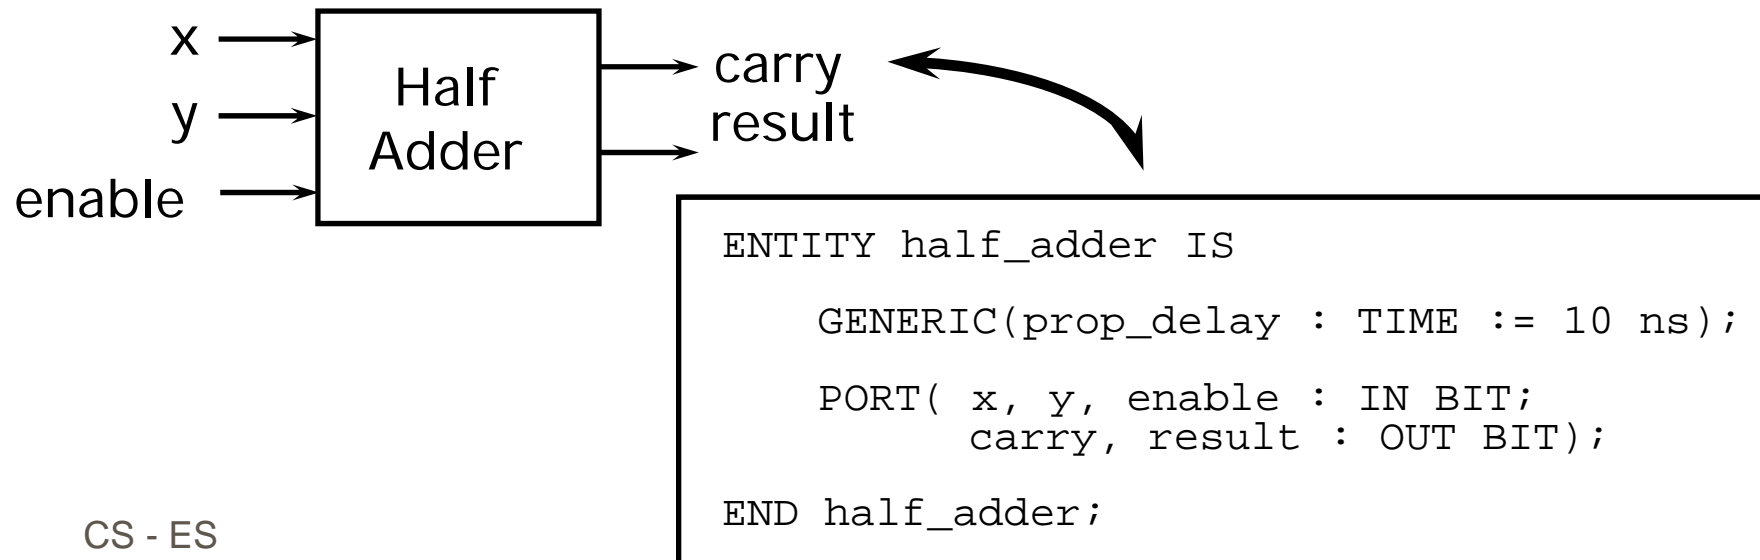 x
y
enable
Half
Adder
carry
result
ENTITY half_adder IS
GENERIC(prop_delay : TIME := 10 ns);
PORT( x, y, enable : IN BIT;
carry, result : OUT BIT);
END half_adder;
CS - ES